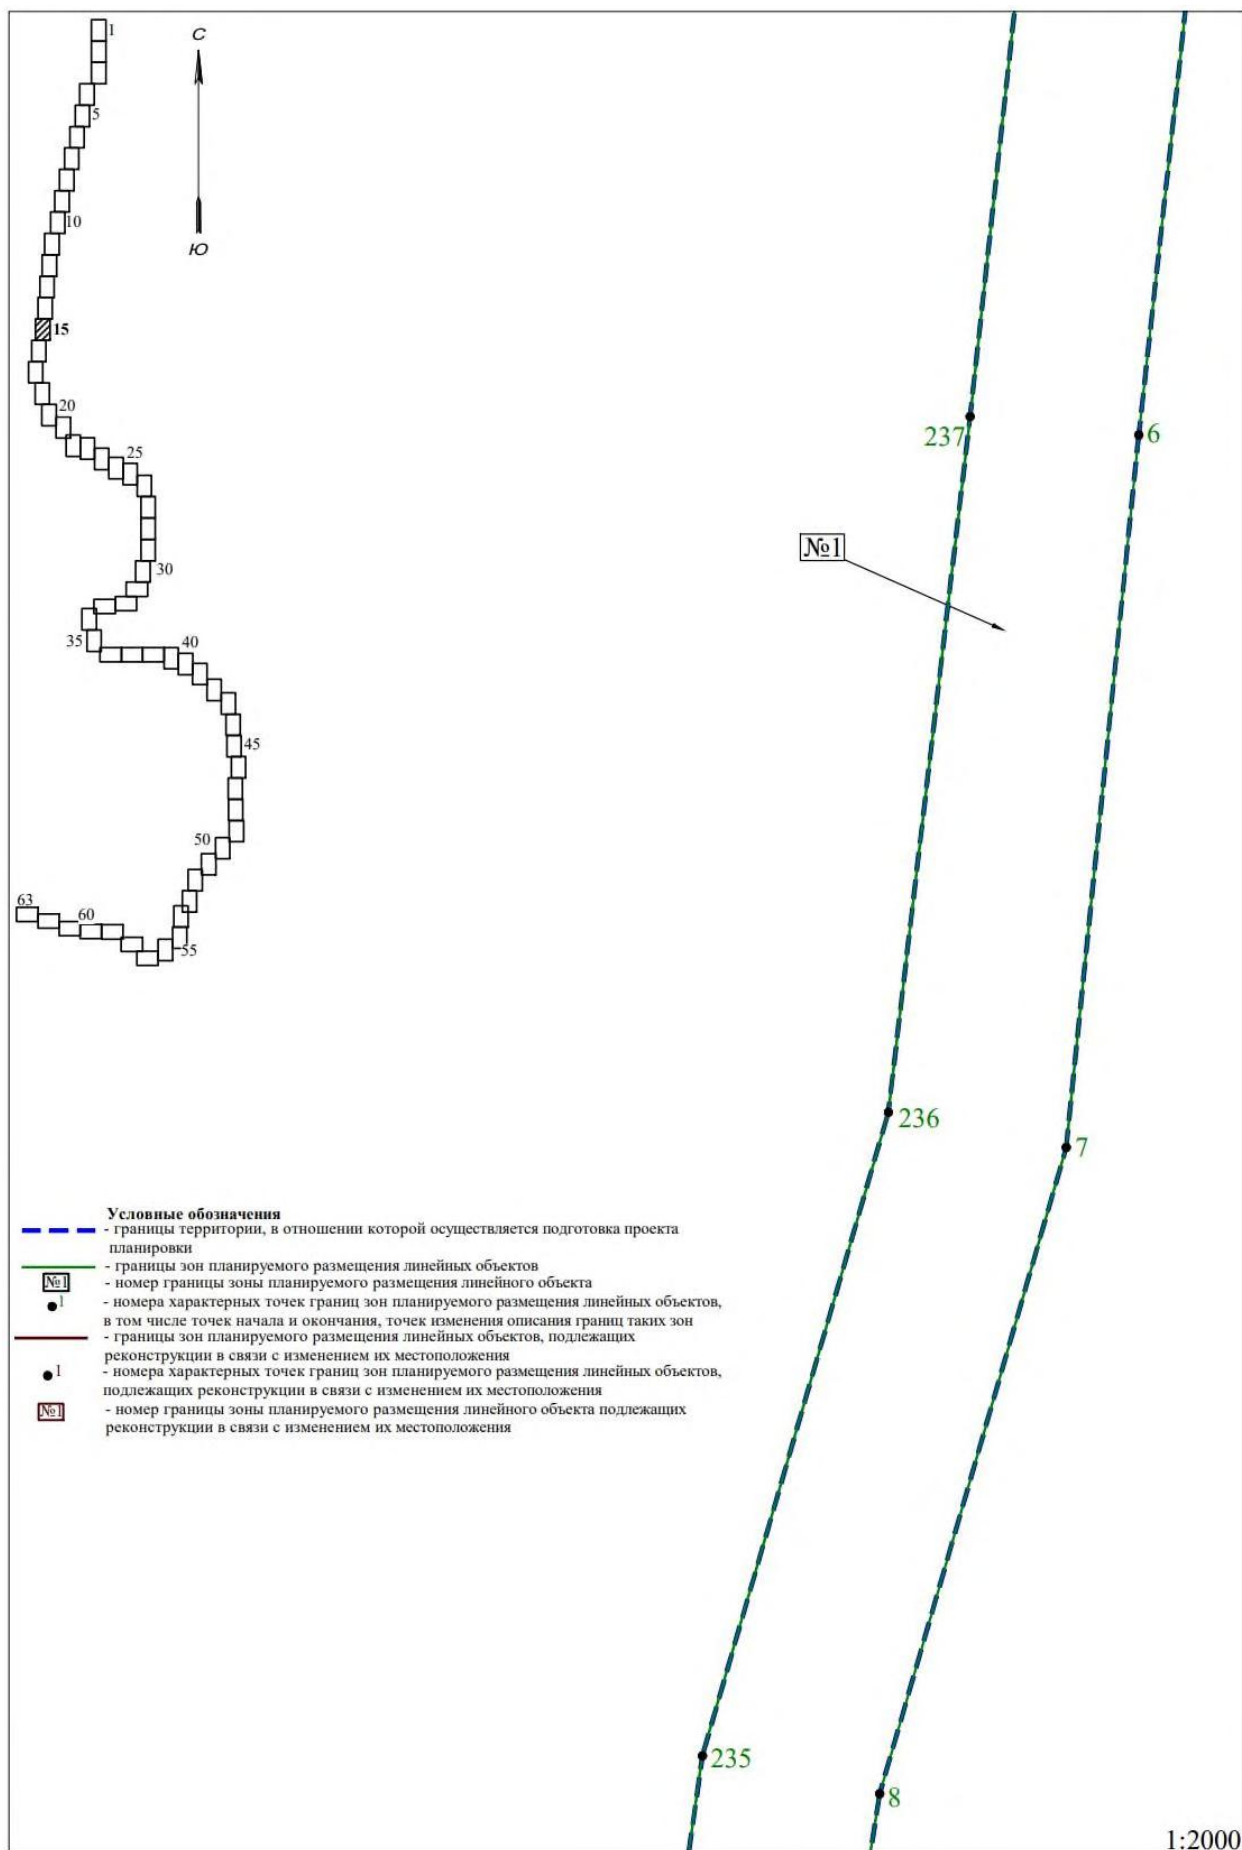 1
С
5
10
Ю
15
20
237
6
25
№1
30
35
40
45
50
63
60
55
236
7
Условные обозначения
- границы территории, в отношении которой осуществляется подготовка проекта
планировки
- границы зон планируемого размещения линейных объектов
№1
- номер границы зоны планируемого размещения линейного объекта
1
- номера характерных точек границ зон планируемого размещения линейных объектов,
в том числе точек начала и окончания, точек изменения описания границ таких зон
- границы зон планируемого размещения линейных объектов, подлежащих
реконструкции в связи с изменением их местоположения
1
- номера характерных точек границ зон планируемого размещения линейных объектов,
подлежащих реконструкции в связи с изменением их местоположения
№1
- номер границы зоны планируемого размещения линейного объекта подлежащих
реконструкции в связи с изменением их местоположения
235
8
1:2000